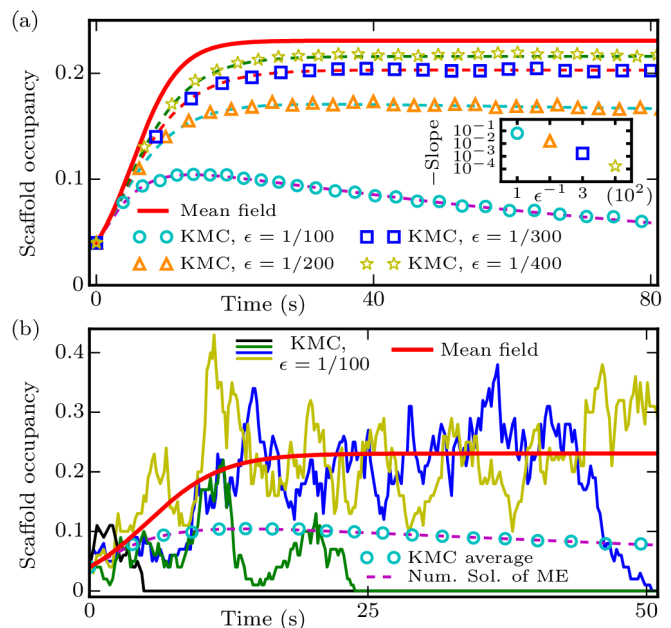 (a)
Scaffold occupancy
0.2
0.1
0
−Slope
10⁻¹
10⁻²
10⁻³
10⁻⁴
1 ϵ⁻¹ 3 (10²)
Mean field
KMC, ϵ = 1/100
KMC, ϵ = 1/300
KMC, ϵ = 1/200
KMC, ϵ = 1/400
0 40 80
Time (s)
(b)
Scaffold occupancy
0.4
0.3
0.2
0.1
0
KMC,
ϵ = 1/100
Mean field
KMC average
Num. Sol. of ME
0 25 50
Time (s)